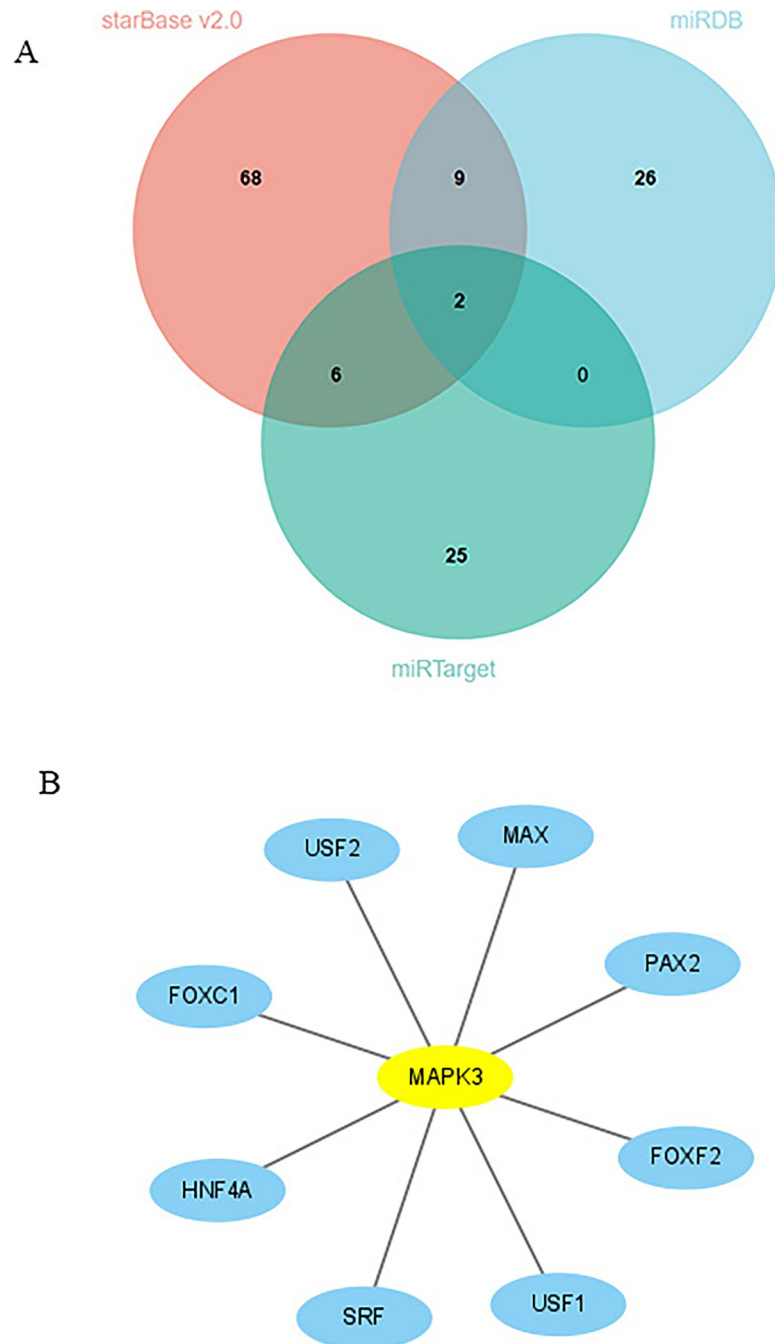 starBase v2.0
miRDB
A
68
9
26
2
6
0
25
miRTarget
B
USF2
MAX
PAX2
FOXC1
MAPK3
FOXF2
HNF4A
SRF
USF1